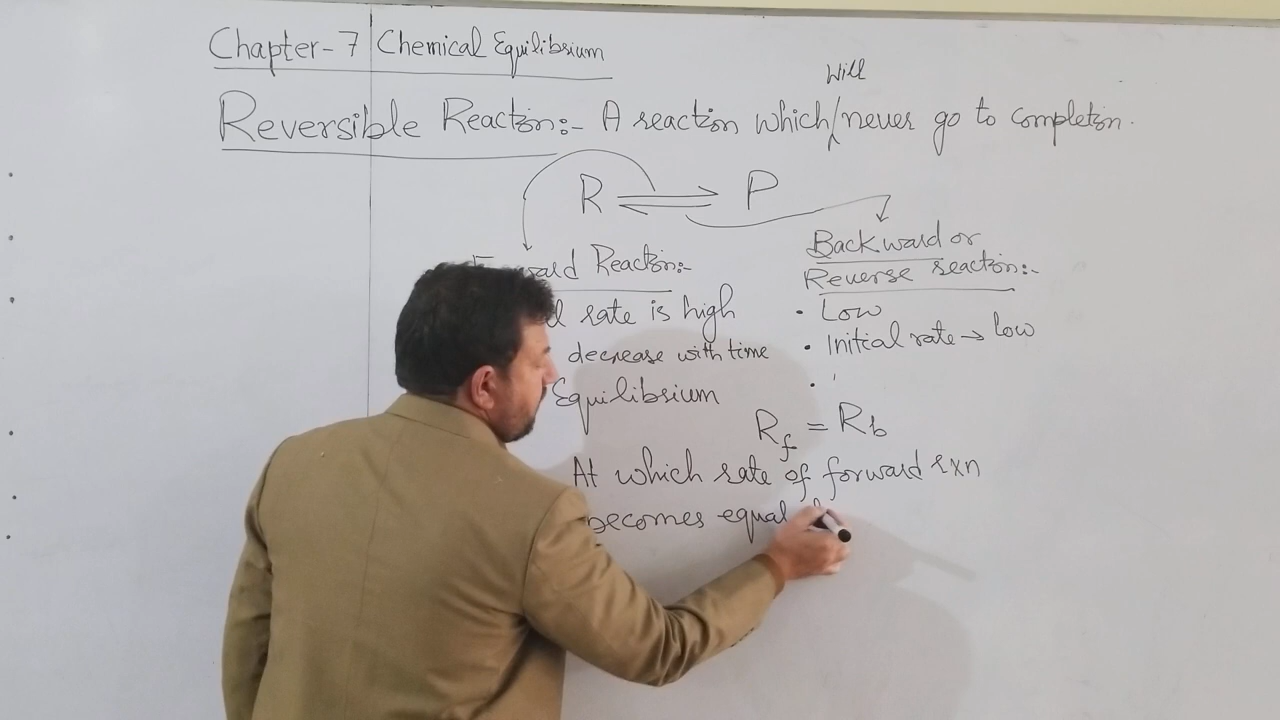 Chapter-7 Chemical Equilibrium
Will
Reversible Reaction:- A reaction which never go to completion.
R ⇌ P
Reaction:-
rate is high
decrease with time
Equilibrium
Backward or
Reverse reaction:-
• Low
• Initial rate → low
•
Rf = Rb
At which rate of forward rxn
becomes equal